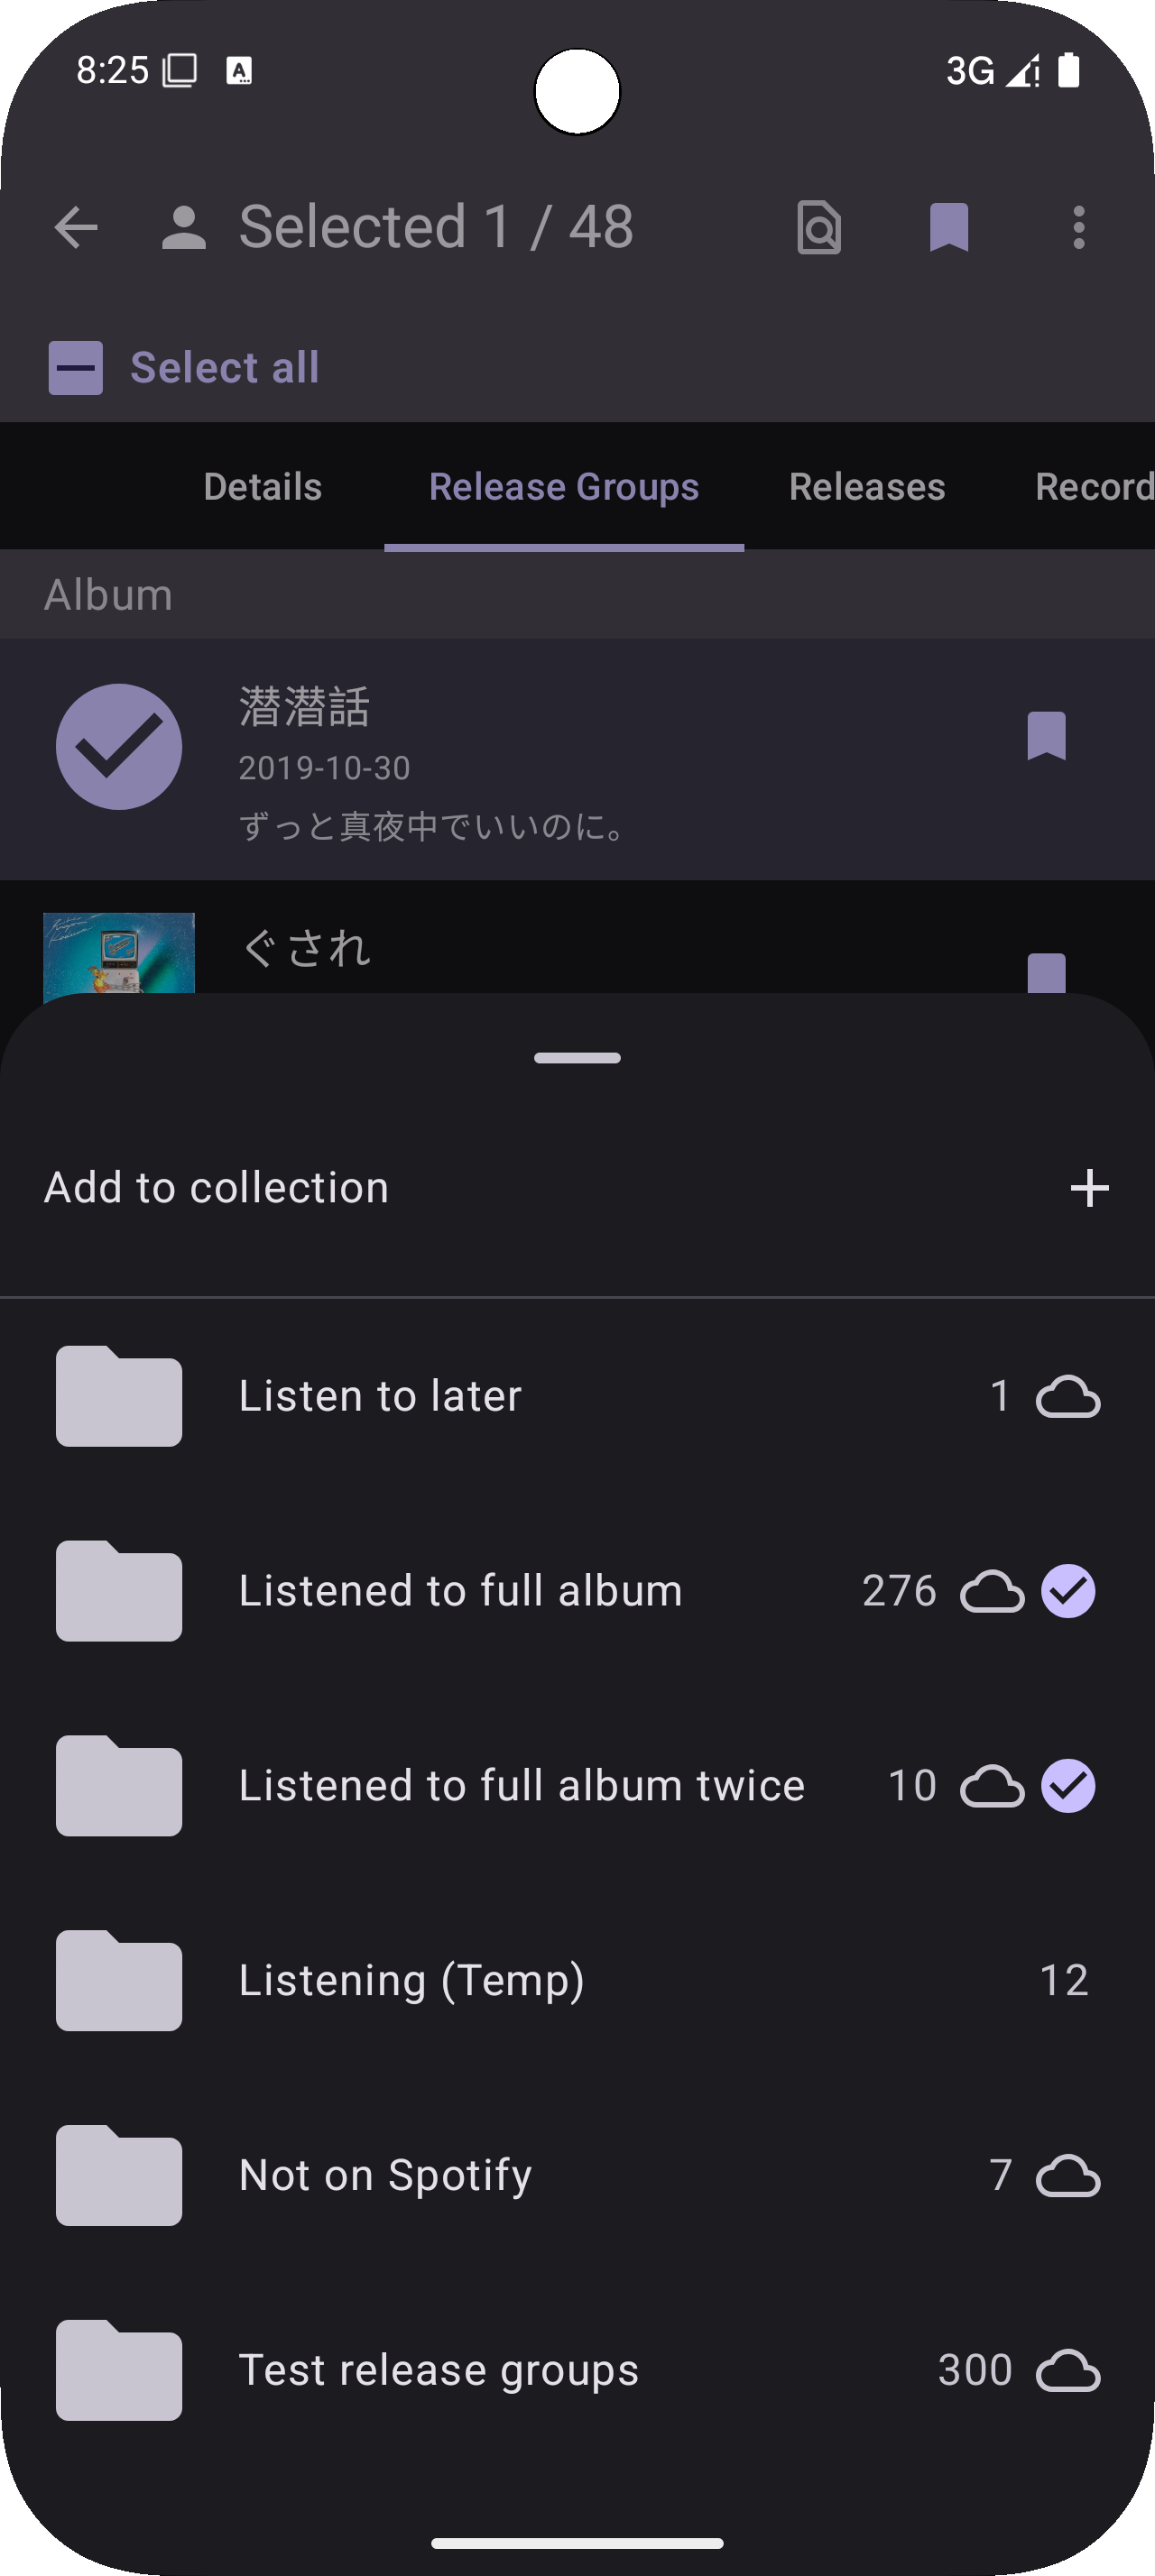 8:25
3G
Selected 1 / 48
Select all
Details
Release Groups
Releases
Record
Album
潜潜話
2019-10-30
ずっと真夜中でいいのに。
ぐされ
Add to collection
Listen to later 1
Listened to full album 276
Listened to full album twice 10
Listening (Temp) 12
Not on Spotify 7
Test release groups 300